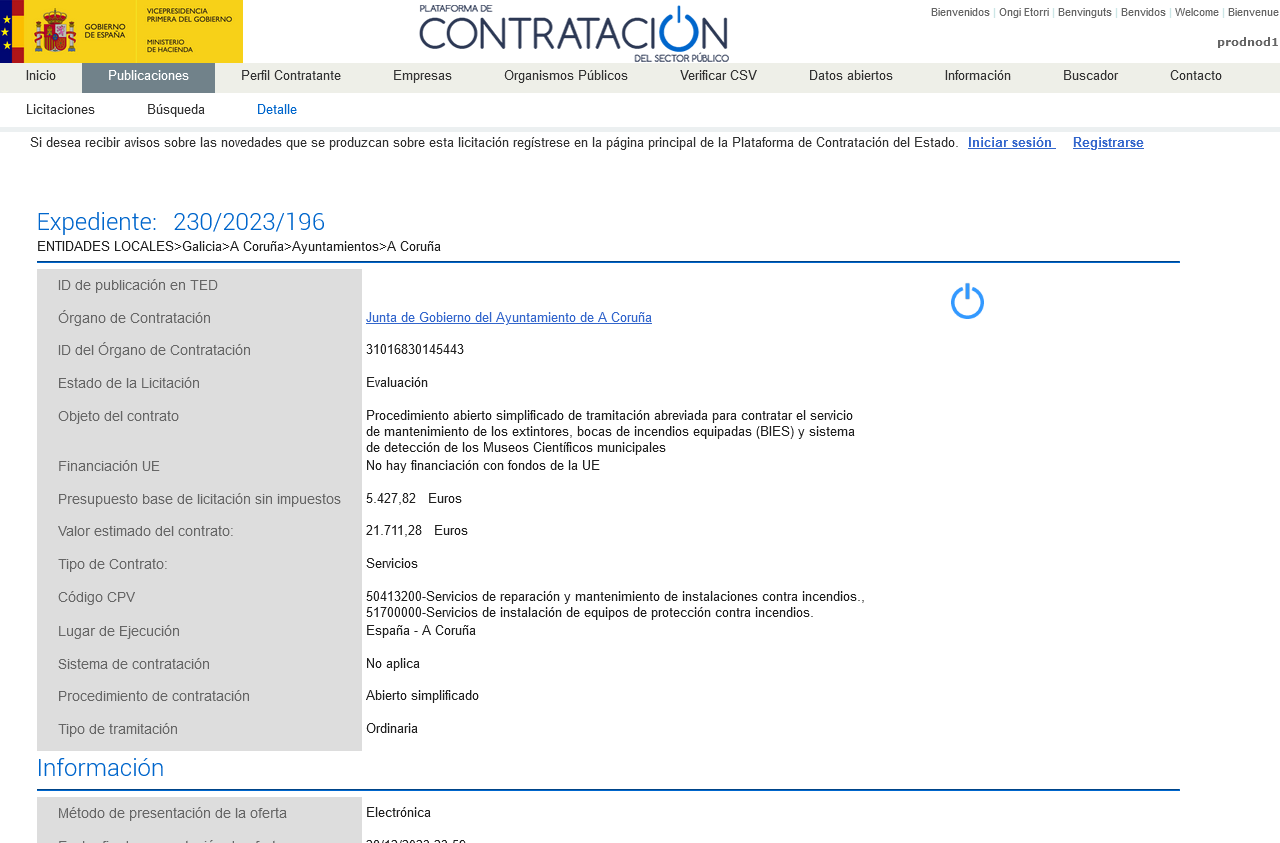 GOBIERNO
DE ESPAÑA
VICEPRESIDENCIA
PRIMERA DEL GOBIERNO
MINISTERIO
DE HACIENDA
PLATAFORMA DE
CONTRATACIÓN
DEL SECTOR PÚBLICO
Bienvenidos | Ongi Etorri | Benvinguts | Benvidos | Welcome | Bienvenue
prodnod1
Inicio Publicaciones Perfil Contratante Empresas Organismos Públicos Verificar CSV Datos abiertos Información Buscador Contacto
Licitaciones Búsqueda Detalle
Si desea recibir avisos sobre las novedades que se produzcan sobre esta licitación regístrese en la página principal de la Plataforma de Contratación del Estado. Iniciar sesión Registrarse
Expediente: 230/2023/196
ENTIDADES LOCALES>Galicia>A Coruña>Ayuntamientos>A Coruña
ID de publicación en TED
Órgano de Contratación Junta de Gobierno del Ayuntamiento de A Coruña
ID del Órgano de Contratación 31016830145443
Estado de la Licitación Evaluación
Objeto del contrato Procedimiento abierto simplificado de tramitación abreviada para contratar el servicio
de mantenimiento de los extintores, bocas de incendios equipadas (BIES) y sistema
de detección de los Museos Científicos municipales
Financiación UE No hay financiación con fondos de la UE
Presupuesto base de licitación sin impuestos 5.427,82 Euros
Valor estimado del contrato: 21.711,28 Euros
Tipo de Contrato: Servicios
Código CPV 50413200-Servicios de reparación y mantenimiento de instalaciones contra incendios.,
51700000-Servicios de instalación de equipos de protección contra incendios.
Lugar de Ejecución España - A Coruña
Sistema de contratación No aplica
Procedimiento de contratación Abierto simplificado
Tipo de tramitación Ordinaria
Información
Método de presentación de la oferta Electrónica